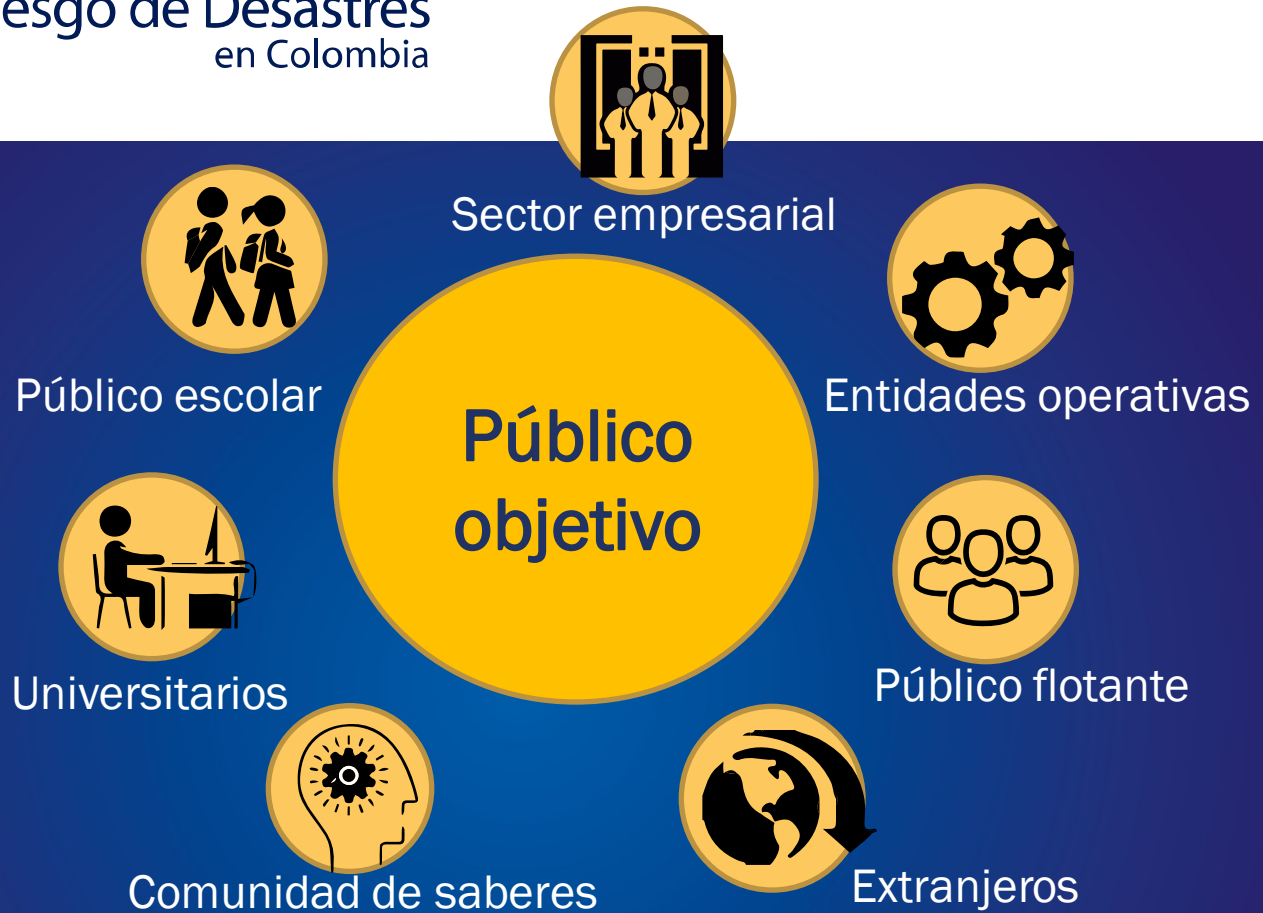 esgo de Desastres
en Colombia
Sector empresarial
Público escolar
Entidades operativas
Público
objetivo
Universitarios
Público flotante
Comunidad de saberes
Extranjeros